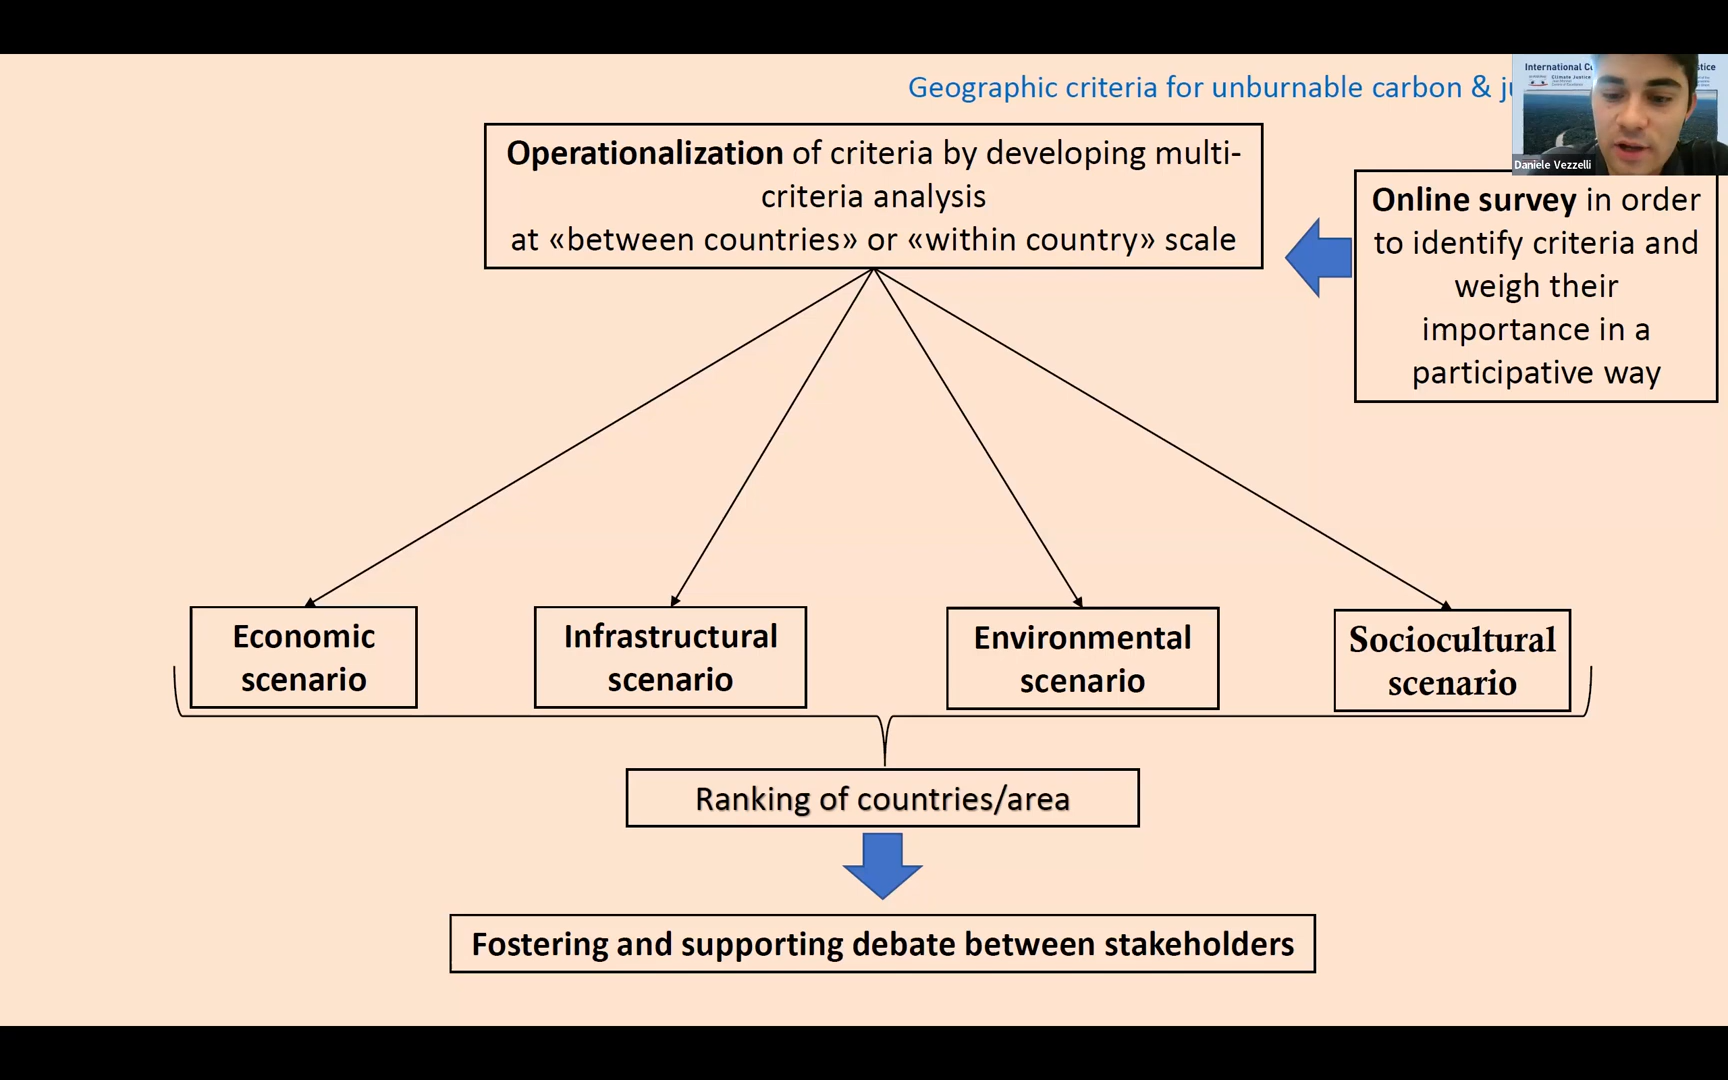 Geographic criteria for unburnable carbon &
International
stice
Climate Justice
Daniele Vezzelli
Operationalization of criteria by developing multi-
criteria analysis
at «between countries» or «within country» scale
Online survey in order
to identify criteria and
weigh their
importance in a
participative way
Economic
scenario
Infrastructural
scenario
Environmental
scenario
Sociocultural
scenario
Ranking of countries/area
Fostering and supporting debate between stakeholders